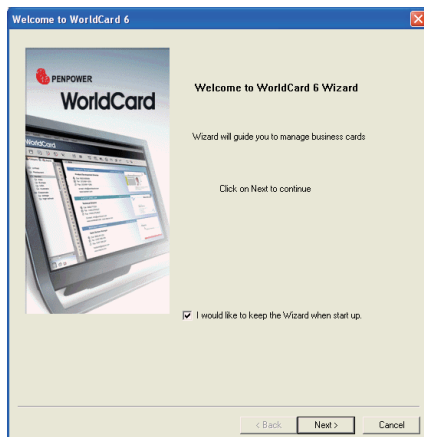 Welcome to WorldCard 6
PENPOWER
WorldCard
WorldCard
Welcome to WorldCard 6 Wizard
Wizard will guide you to manage business cards
Click on Next to continue
I would like to keep the Wizard when start up.
< Back
Next >
Cancel